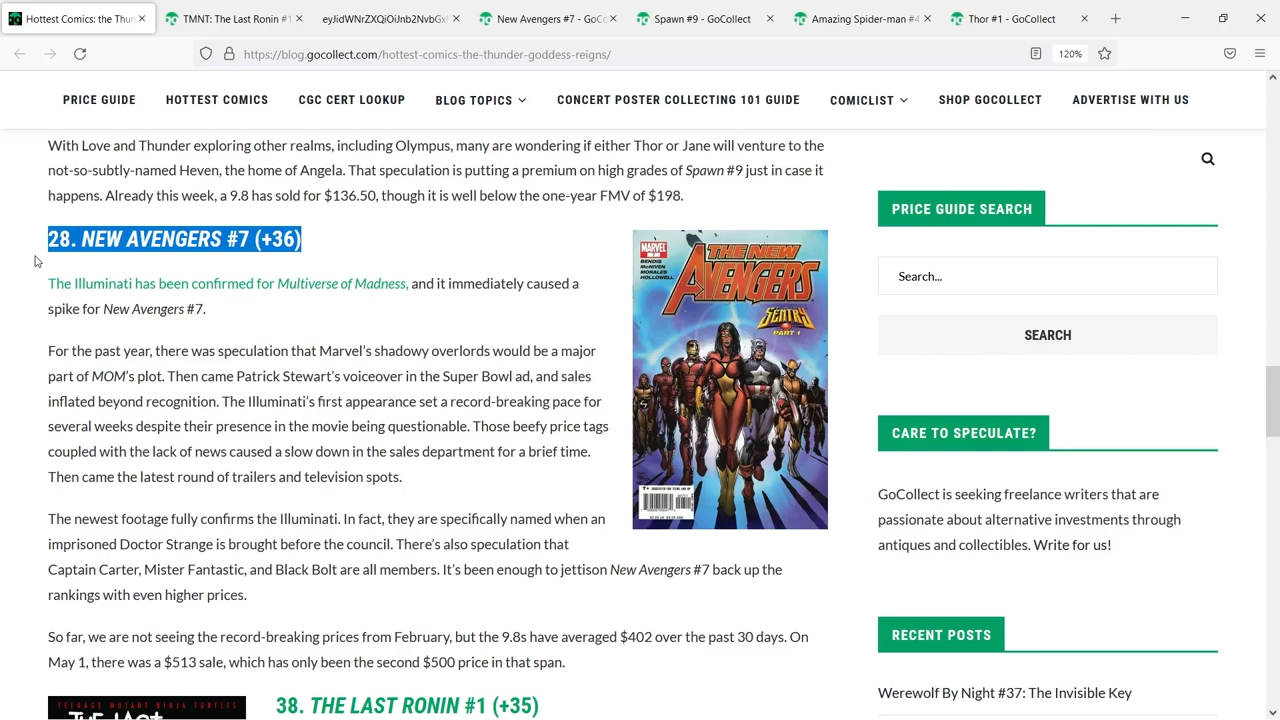 Hottest Comics: the Thun
TMNT: The Last Ronin #1
eyJidWNrZXQiOiJnb2NvbGx
New Avengers #7 - GoCo
Spawn #9 - GoCollect
Amazing Spider-man #4
Thor #1 - GoCollect
https://blog.gocollect.com/hottest-comics-the-thunder-goddess-reigns/
120%
PRICE GUIDE
HOTTEST COMICS
CGC CERT LOOKUP
BLOG TOPICS
CONCERT POSTER COLLECTING 101 GUIDE
COMICLIST
SHOP GOCOLLECT
ADVERTISE WITH US
With Love and Thunder exploring other realms, including Olympus, many are wondering if either Thor or Jane will venture to the
not-so-subtly-named Heven, the home of Angela. That speculation is putting a premium on high grades of Spawn #9 just in case it
happens. Already this week, a 9.8 has sold for $136.50, though it is well below the one-year FMV of $198.
28. NEW AVENGERS #7 (+36)
The Illuminati has been confirmed for Multiverse of Madness, and it immediately caused a
spike for New Avengers #7.
For the past year, there was speculation that Marvel's shadowy overlords would be a major
part of MOM's plot. Then came Patrick Stewart's voiceover in the Super Bowl ad, and sales
inflated beyond recognition. The Illuminati's first appearance set a record-breaking pace for
several weeks despite their presence in the movie being questionable. Those beefy price tags
coupled with the lack of news caused a slow down in the sales department for a brief time.
Then came the latest round of trailers and television spots.
The newest footage fully confirms the Illuminati. In fact, they are specifically named when an
imprisoned Doctor Strange is brought before the council. There's also speculation that
Captain Carter, Mister Fantastic, and Black Bolt are all members. It's been enough to jettison New Avengers #7 back up the
rankings with even higher prices.
So far, we are not seeing the record-breaking prices from February, but the 9.8s have averaged $402 over the past 30 days. On
May 1, there was a $513 sale, which has only been the second $500 price in that span.
MARVEL
7
BENDIS
McNIVEN
MORALES
HOLLOWELL
THE NEW
AVENGERS
SENTRY
PART 1
TEENAGE MUTANT NINJA TURTLES
THE LAST
38. THE LAST RONIN #1 (+35)
PRICE GUIDE SEARCH
Search...
SEARCH
CARE TO SPECULATE?
GoCollect is seeking freelance writers that are
passionate about alternative investments through
antiques and collectibles. Write for us!
RECENT POSTS
Werewolf By Night #37: The Invisible Key